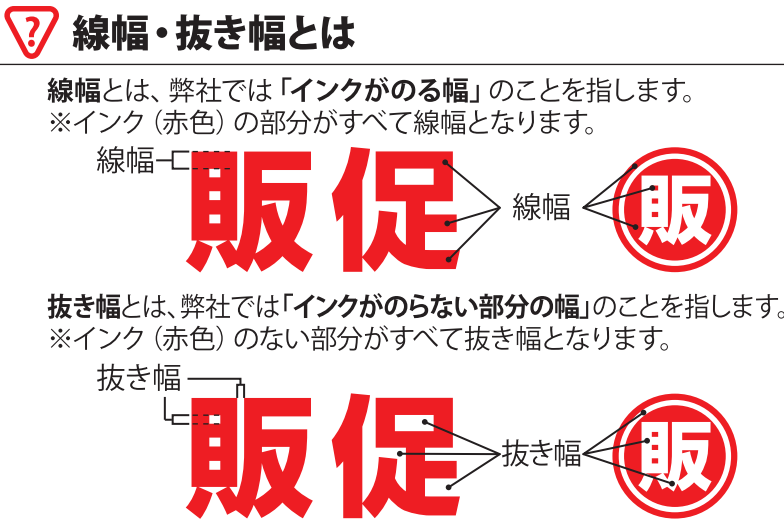 ?
線幅・抜き幅とは
線幅とは、弊社では「インクがのる幅」のことを指します。
※インク（赤色）の部分がすべて線幅となります。
線幅
販促
線幅
販
抜き幅とは、弊社では「インクがのらない部分の幅」のことを指します。
※インク（赤色）のない部分がすべて抜き幅となります。
抜き幅
販促
抜き幅
販